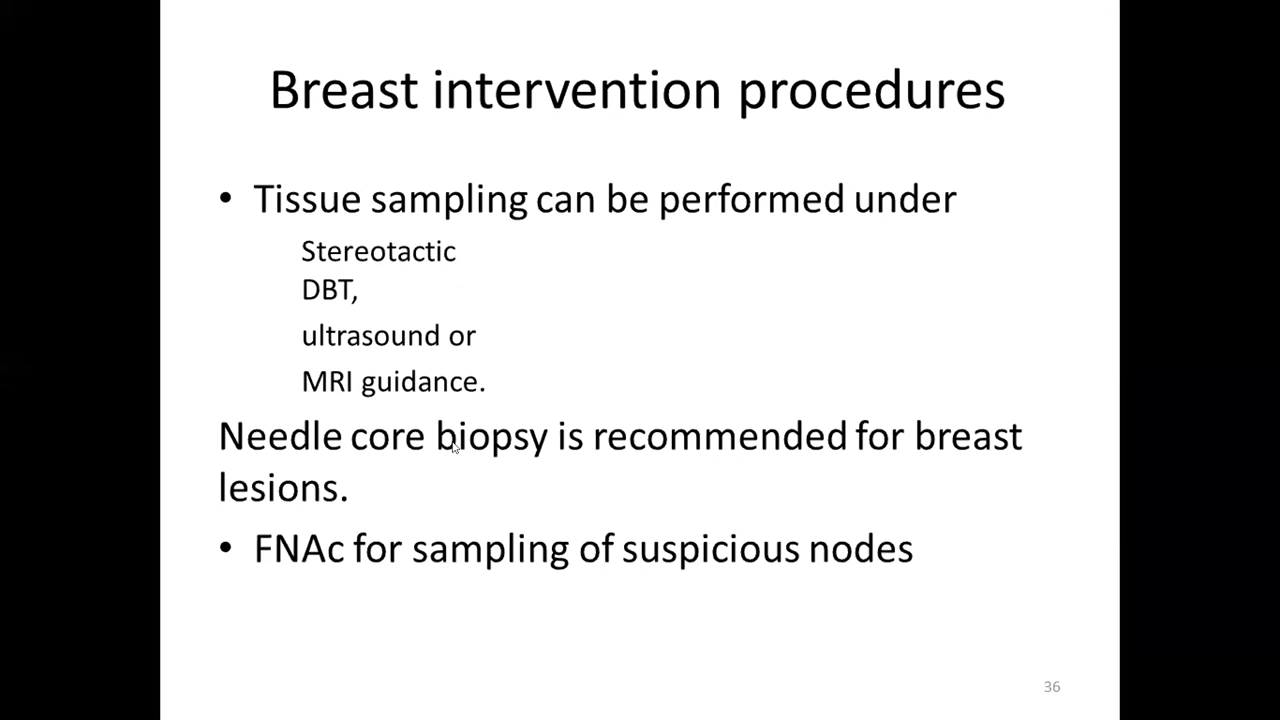 Breast intervention procedures
• Tissue sampling can be performed under
Stereotactic
DBT,
ultrasound or
MRI guidance.
Needle core biopsy is recommended for breast
lesions.
• FNAc for sampling of suspicious nodes
36